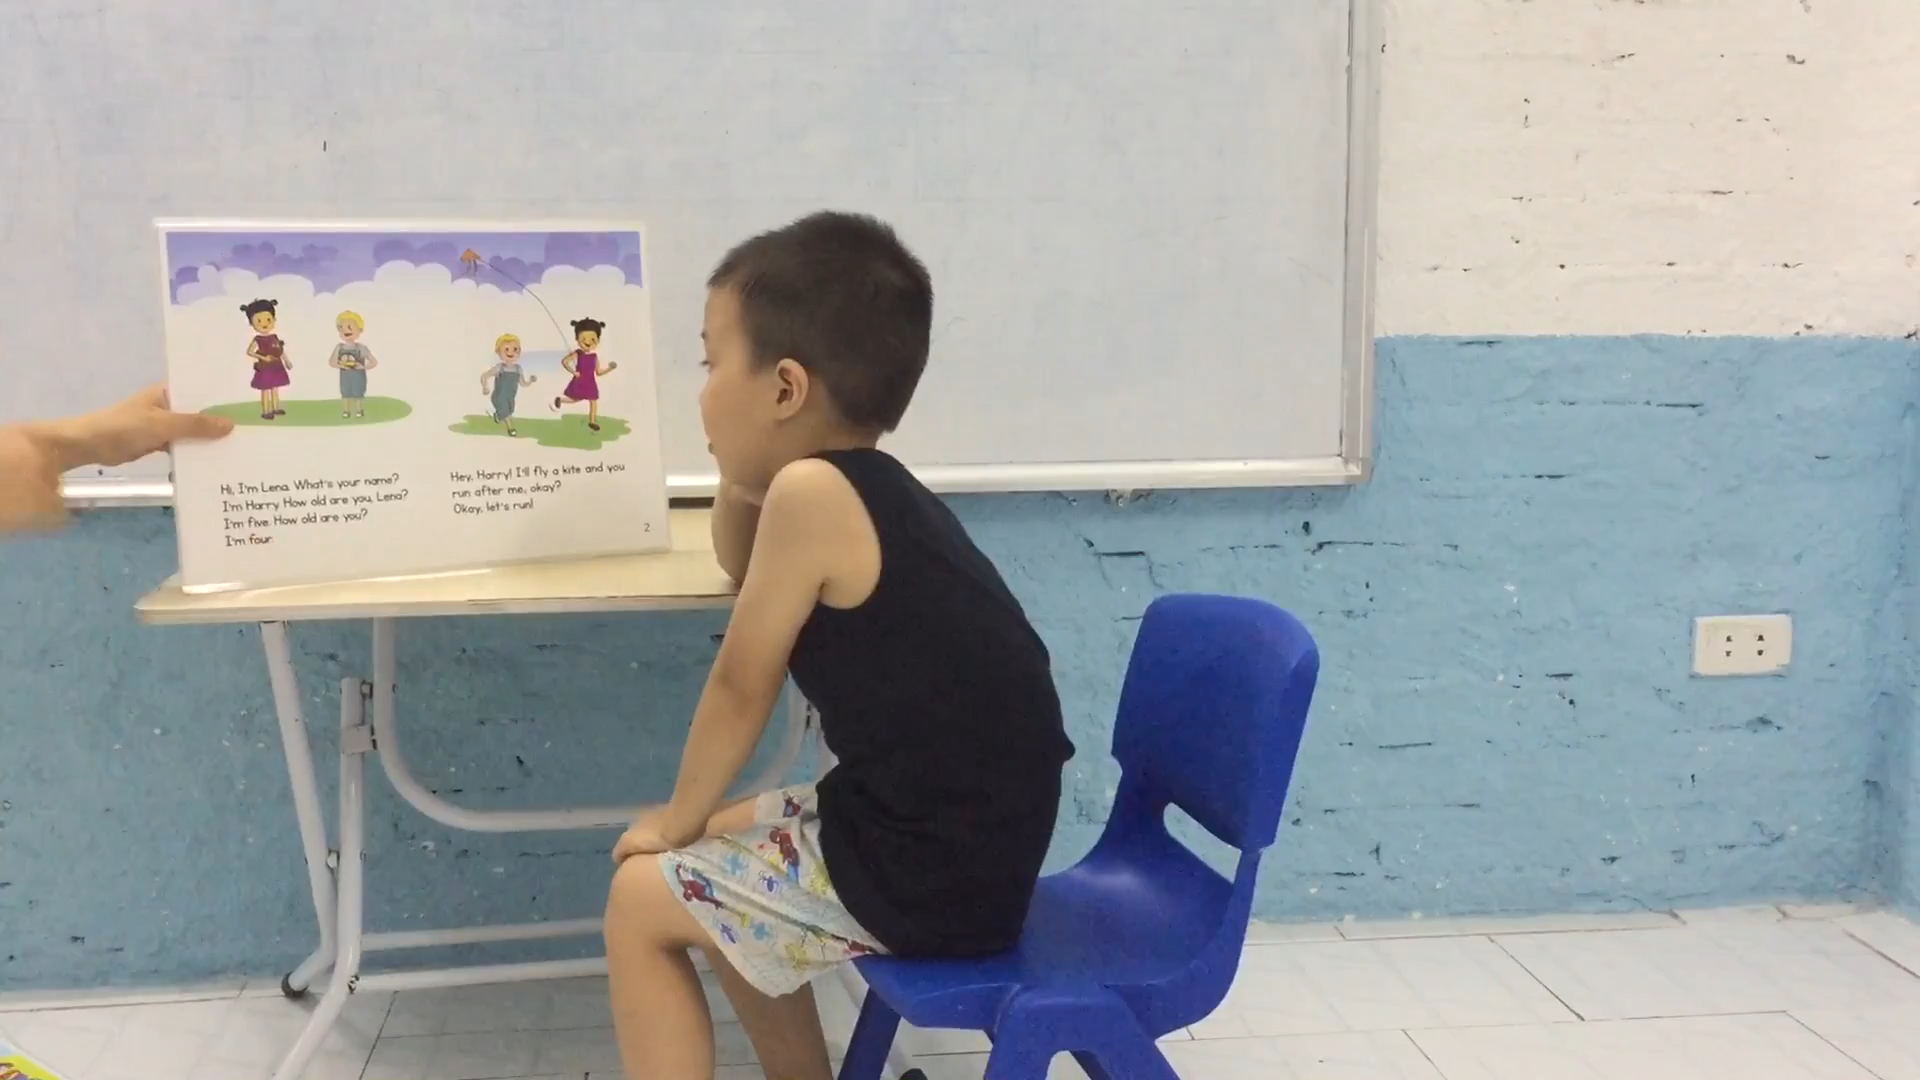 Hi, I'm Lena. What's your name?
I'm Harry. How old are you, Lena?
I'm five. How old are you?
I'm four.
Hey, Harry! I'll fly a kite and you
run after me, okay?
Okay, let's run!
2